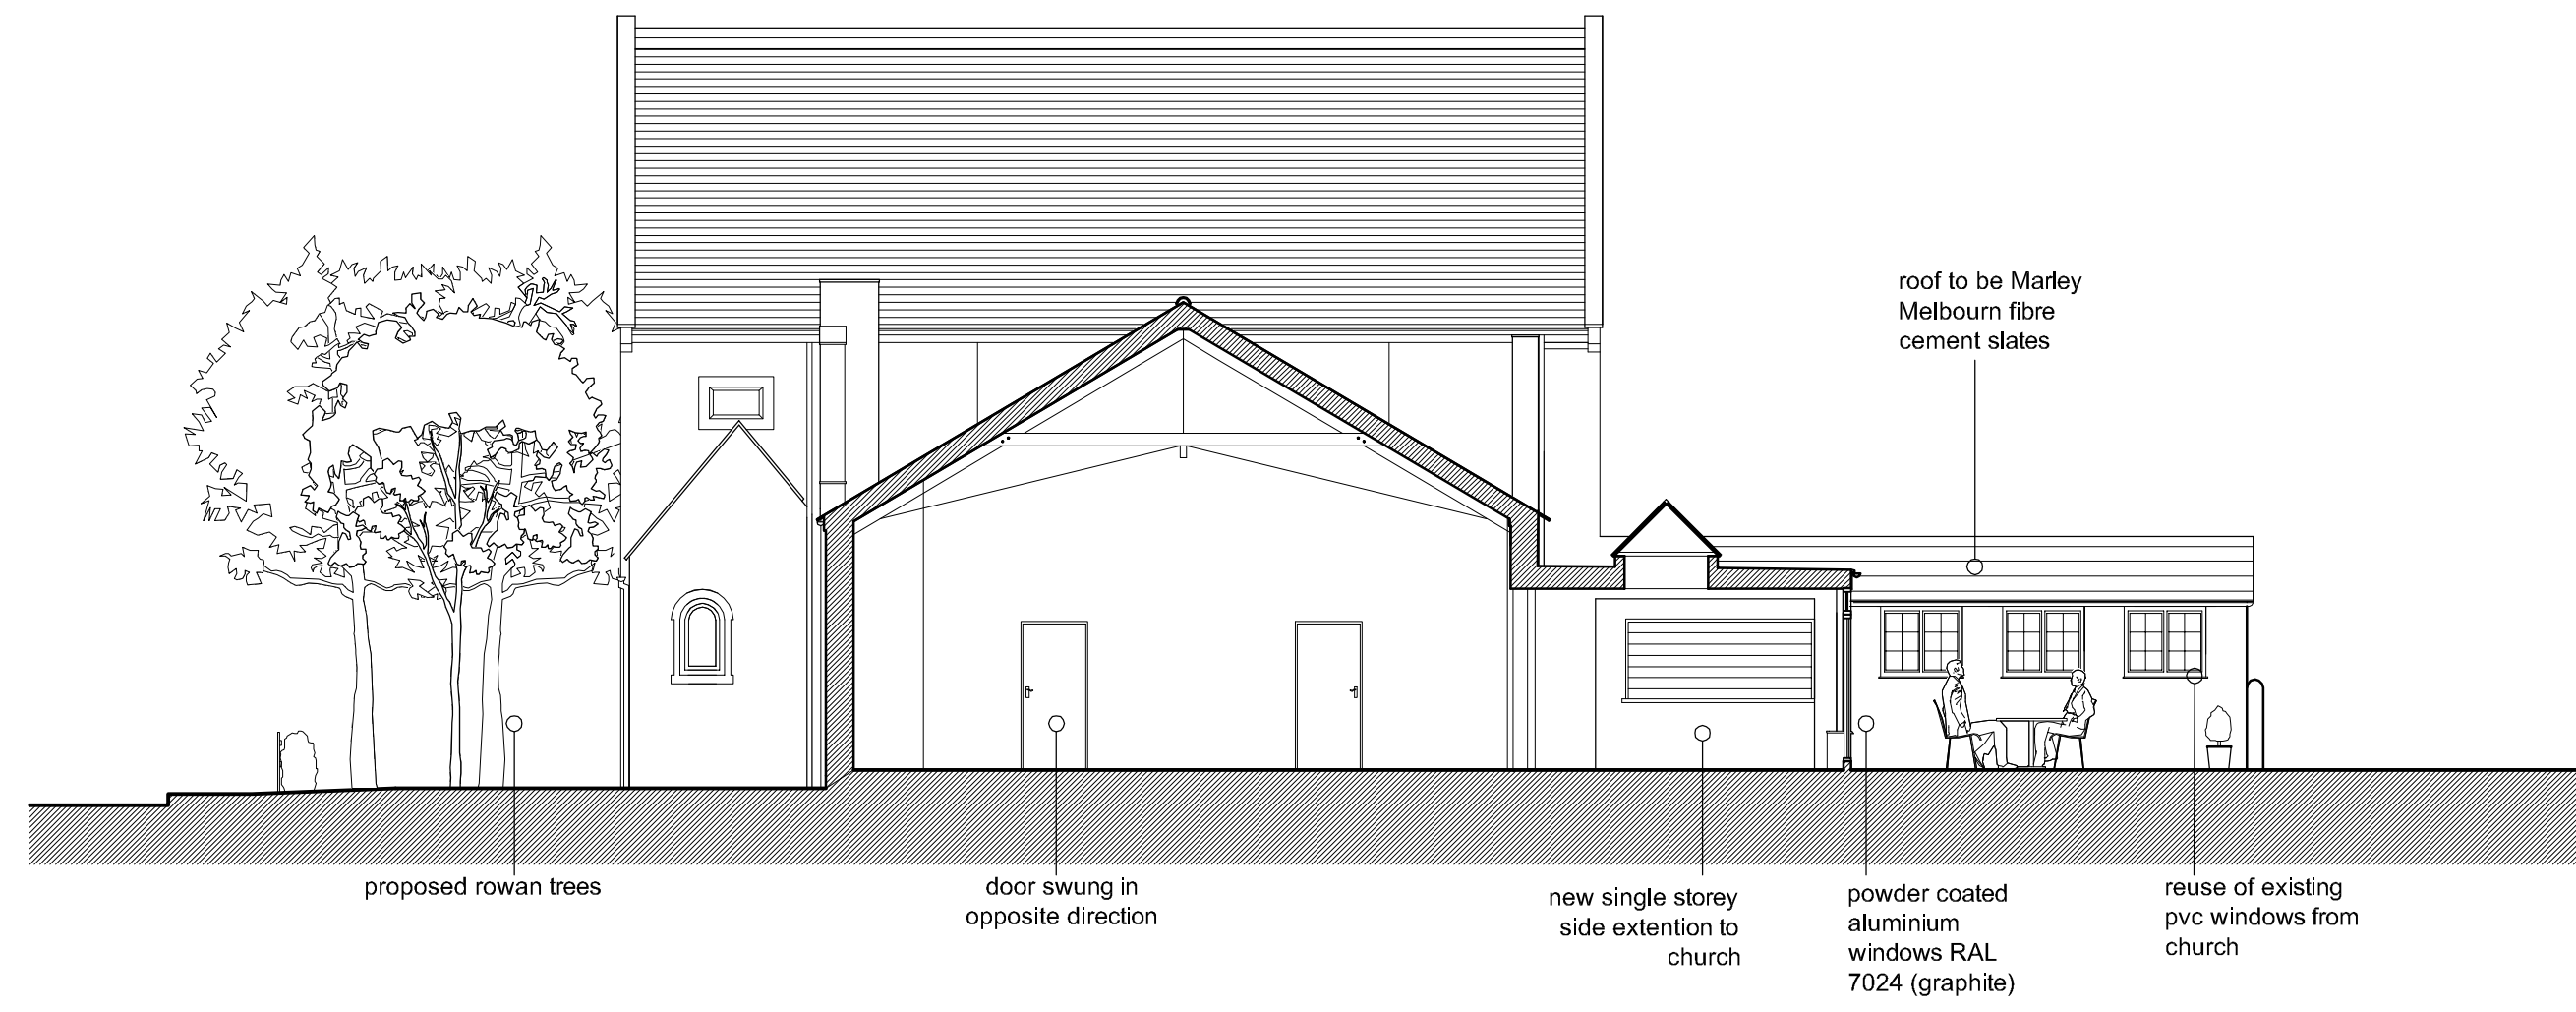 roof to be Marley
Melbourn fibre
cement slates
proposed rowan trees
door swung in
opposite direction
new single storey
side extention to
church
powder coated
aluminium
windows RAL
7024 (graphite)
reuse of existing
pvc windows from
church